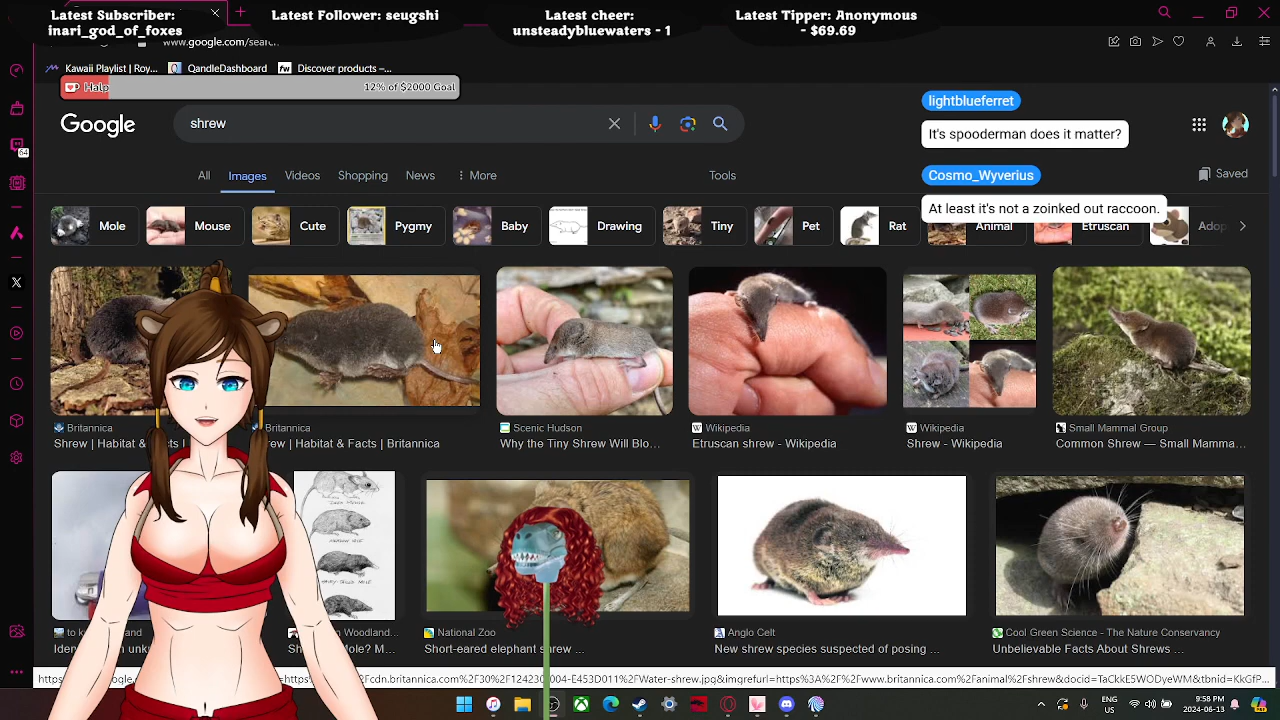 Latest Subscriber:
inari_god_of_foxes
Latest Follower: seugshi
Latest cheer:
unsteadybluewaters - 1
Latest Tipper: Anonymous
- $69.69
www.google.com/searc
Kawaii Playlist | Roy...
QandleDashboard
Discover products –...
Halo
12% of $2000 Goal
Google
shrew
lightblueferret
It's spooderman does it matter?
Cosmo_Wyverius
At least it's not a zoinked out raccoon.
64
All
Images
Videos
Shopping
News
More
Tools
Saved
Mole
Mouse
Cute
Pygmy
Baby
Drawing
Tiny
Pet
Rat
Animal
Etruscan
Adop
Britannica
Shrew | Habitat & Facts |
Britannica
| Habitat & Facts | Britannica
Scenic Hudson
Why the Tiny Shrew Will Blo...
Wikipedia
Etruscan shrew - Wikipedia
Wikipedia
Shrew - Wikipedia
Small Mammal Group
Common Shrew — Small Mamma...
National Zoo
Short-eared elephant shrew ...
Anglo Celt
New shrew species suspected of posing ...
Cool Green Science - The Nature Conservancy
Unbelievable Facts About Shrews ...
Woodland...
Mole? M...
ENG
US
9:58 PM
2024-06-13